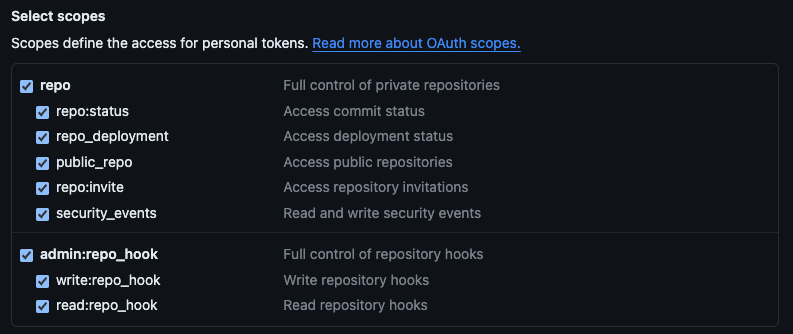 Select scopes
Scopes define the access for personal tokens. Read more about OAuth scopes.
repo Full control of private repositories
repo:status Access commit status
repo_deployment Access deployment status
public_repo Access public repositories
repo:invite Access repository invitations
security_events Read and write security events
admin:repo_hook Full control of repository hooks
write:repo_hook Write repository hooks
read:repo_hook Read repository hooks